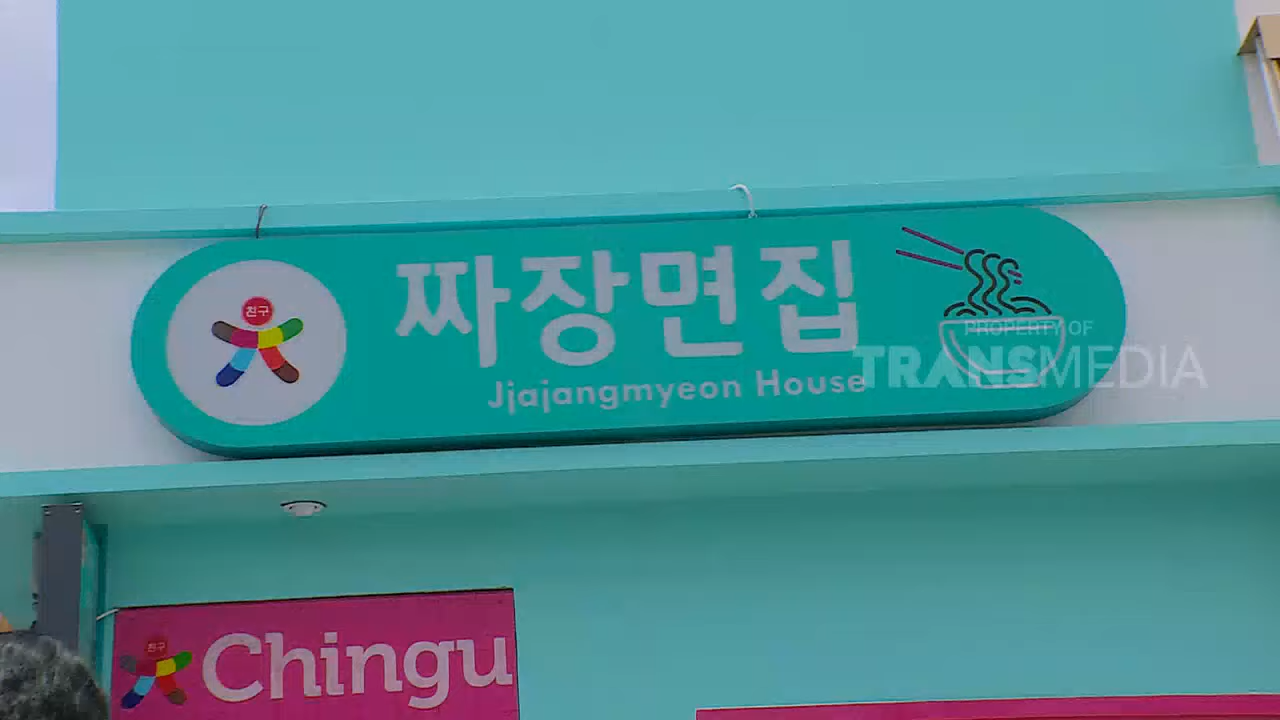 친구
짜장면집
Jjajangmyeon House
PROPERTY OF
TRANSMEDIA
친구
Chingu